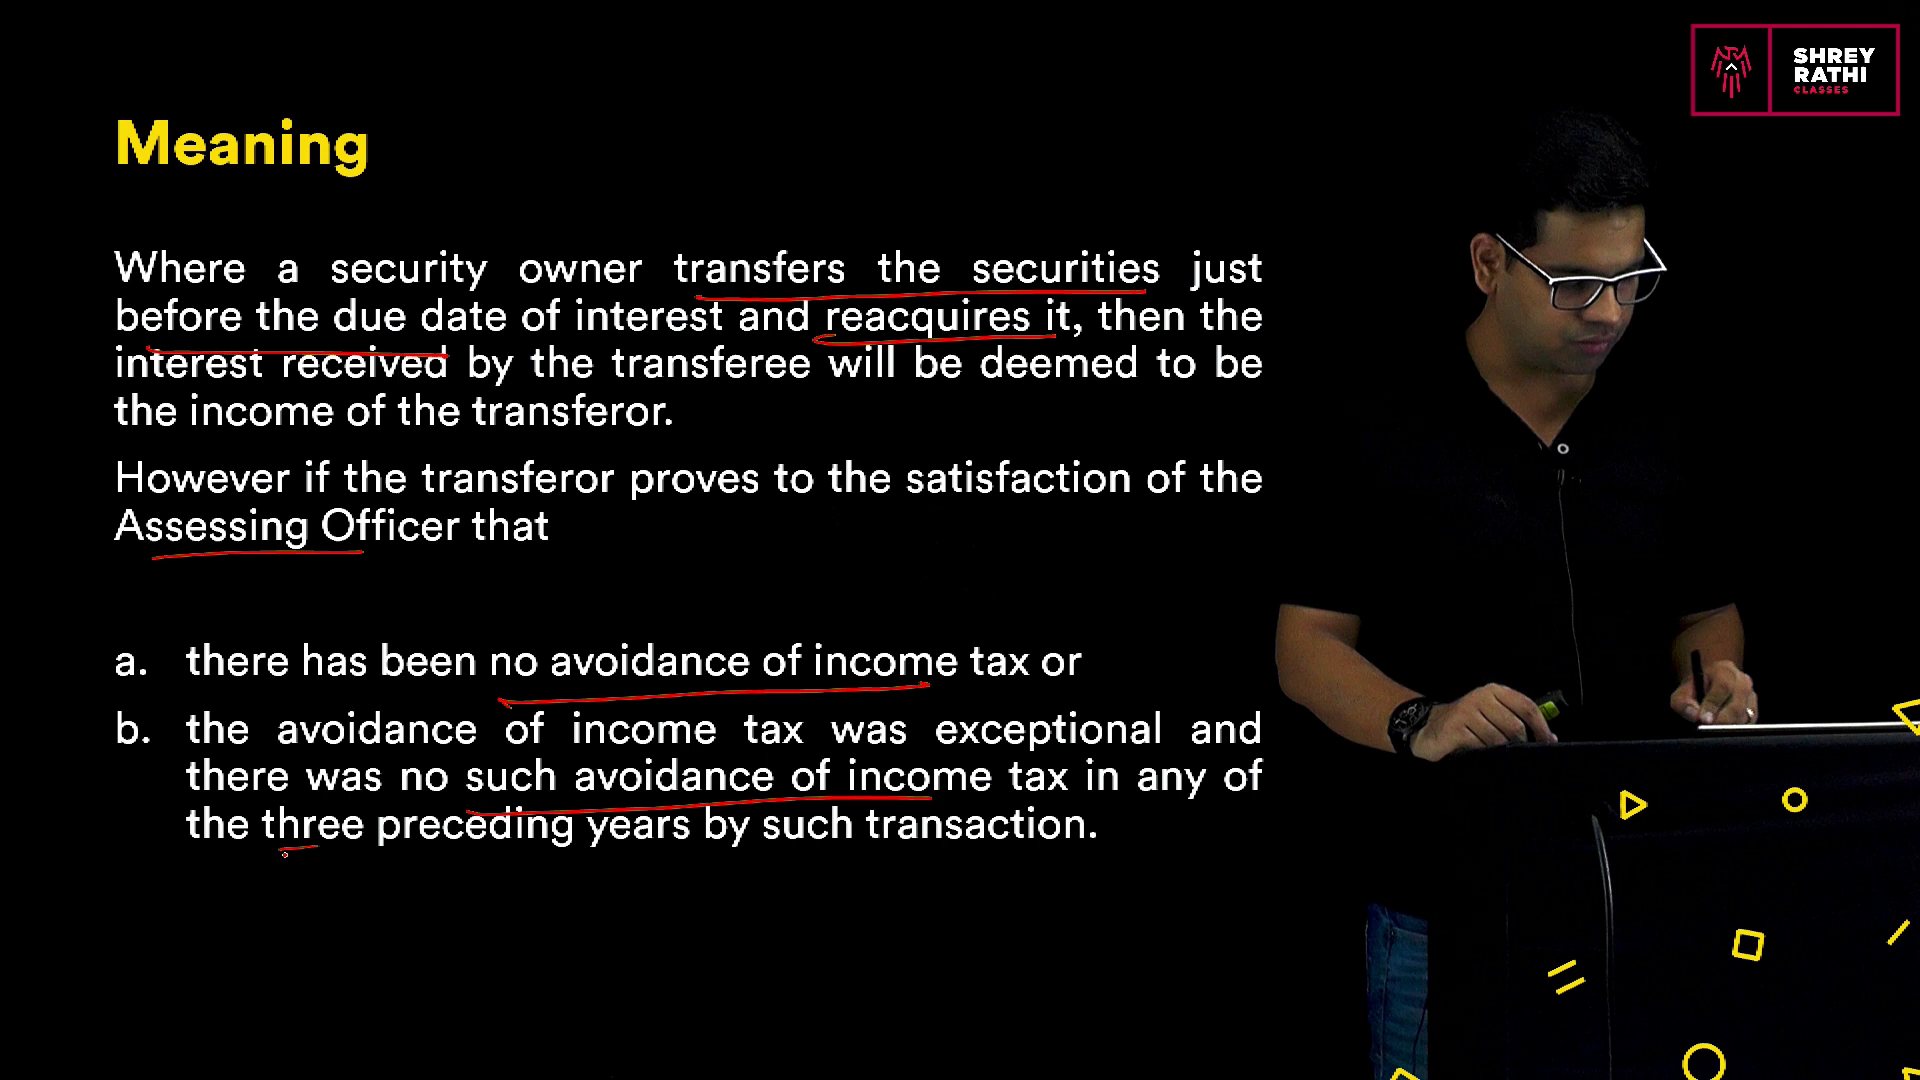 SHREY
RATHI
CLASSES
Meaning
Where a security owner transfers the securities just
before the due date of interest and reacquires it, then the
interest received by the transferee will be deemed to be
the income of the transferor.
However if the transferor proves to the satisfaction of the
Assessing Officer that
a. there has been no avoidance of income tax or
b. the avoidance of income tax was exceptional and
there was no such avoidance of income tax in any of
the three preceding years by such transaction.